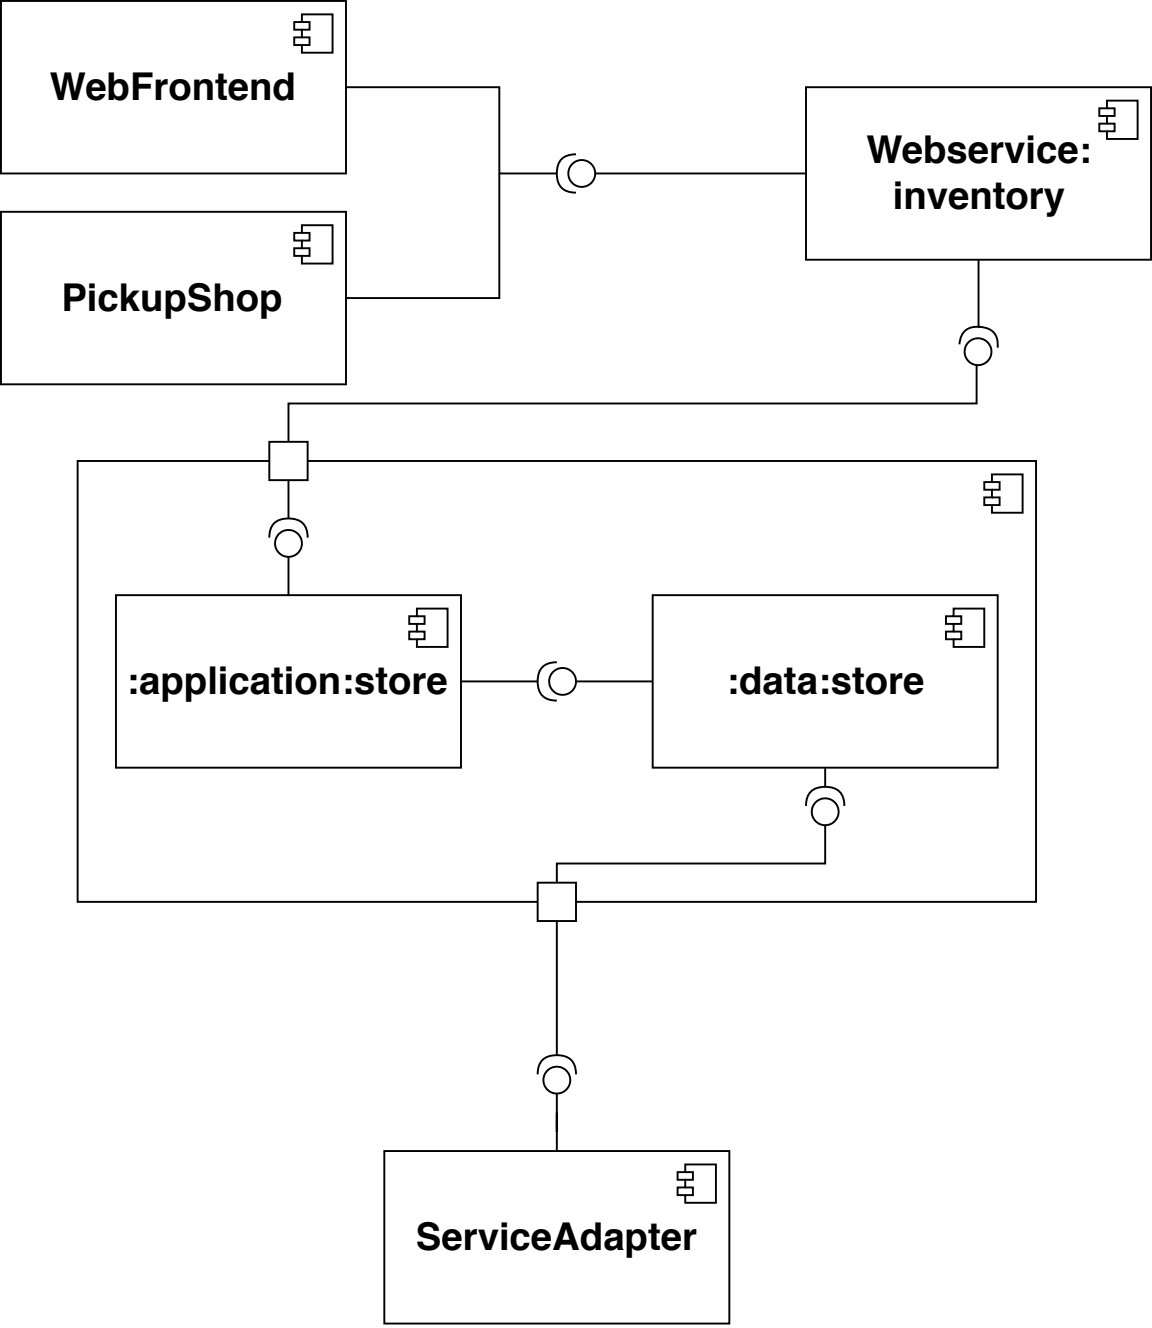 WebFrontend
Webservice:
inventory
PickupShop
:application:store
:data:store
ServiceAdapter